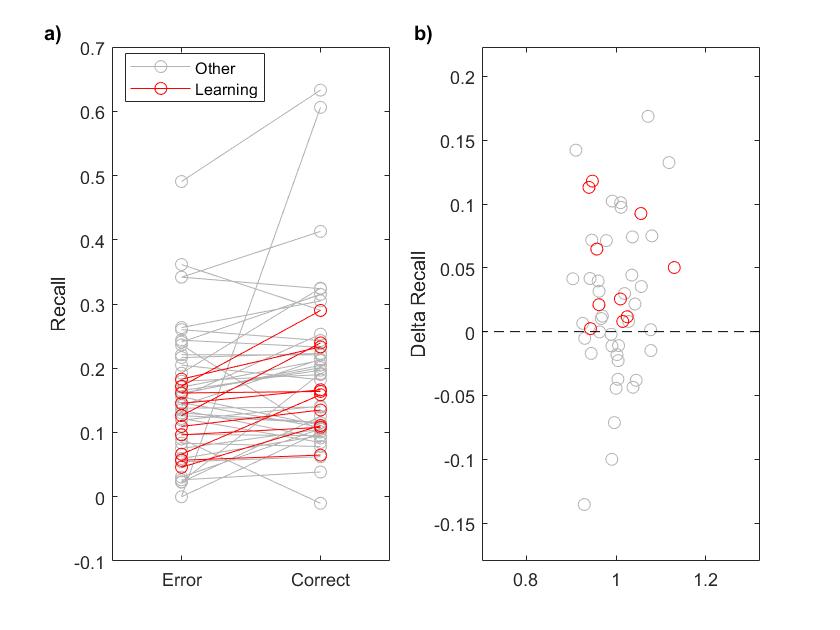 a)
0.7
0.6
0.5
0.4
0.3
0.2
0.1
0
-0.1
Recall
Other
Learning
Error Correct
b)
0.2
0.15
0.1
0.05
0
-0.05
-0.1
-0.15
Delta Recall
0.8 1 1.2